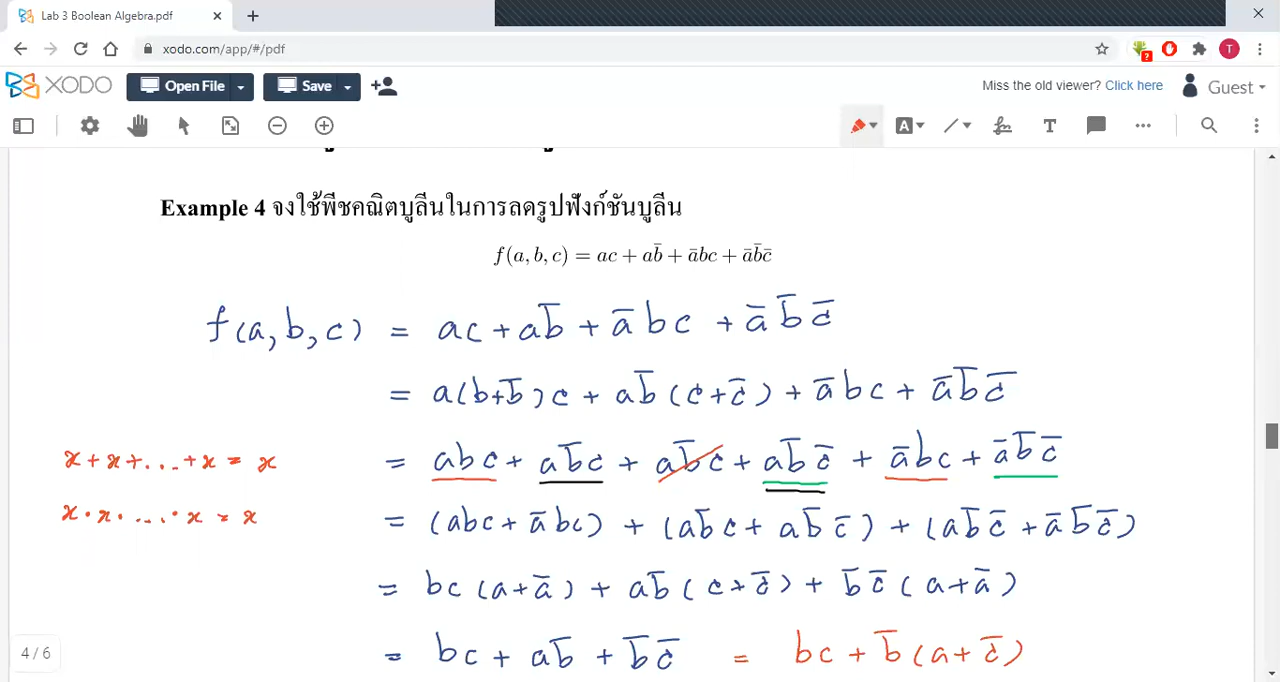 Lab 3 Boolean Algebra.pdf
xodo.com/app/#/pdf
T
XODO
Open File
Save
Miss the old viewer? Click here
Guest
Example 4 จงใช้พีชคณิตบูลีนในการลดรูปฟังก์ชันบูลีน
f(a, b, c) = ac + ab̄ + ābc + āb̄c̄
f(a, b, c) = ac + ab̄ + ābc + āb̄c̄
= a(b+b̄)c + ab̄(c+c̄) + ābc + āb̄c̄
x+x+...+x = x
= abc + ab̄c + ab̄c + ab̄c̄ + ābc + āb̄c̄
x·x·...·x = x
= (abc + ābc) + (ab̄c + ab̄c̄) + (ab̄c̄ + āb̄c̄)
= bc(a+ā) + ab̄(c+c̄) + b̄c̄(a+ā)
= bc + ab̄ + b̄c̄ = bc + b̄(a+c̄)
4 / 6